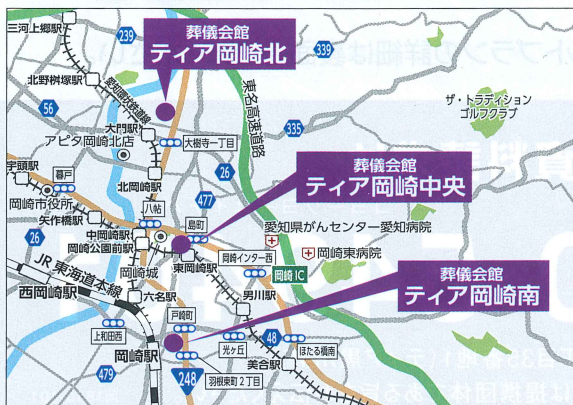 三河上郷駅
239
葬儀会館
ティア岡崎北
339
北野桝塚駅
愛知環状鉄道線
東名高速道路
56
大門駅
アピタ岡崎北店
大樹寺一丁目
335
ザ・トラディション
ゴルフクラブ
26
宇頭駅
暮戸
北岡崎駅
477
葬儀会館
ティア岡崎中央
岡崎市役所
八帖
島町
矢作橋駅
中岡崎駅
岡崎公園前駅
愛知県がんセンター愛知病院
26
岡崎インター西
岡崎東病院
東岡崎駅
岡崎城
岡崎IC
JR東海道本線
葬儀会館
ティア岡崎南
西岡崎駅
六名駅
男川駅
戸崎町
上和田西
光ヶ丘
48
ほたる橋南
岡崎駅
美合駅
479
248
羽根東町2丁目